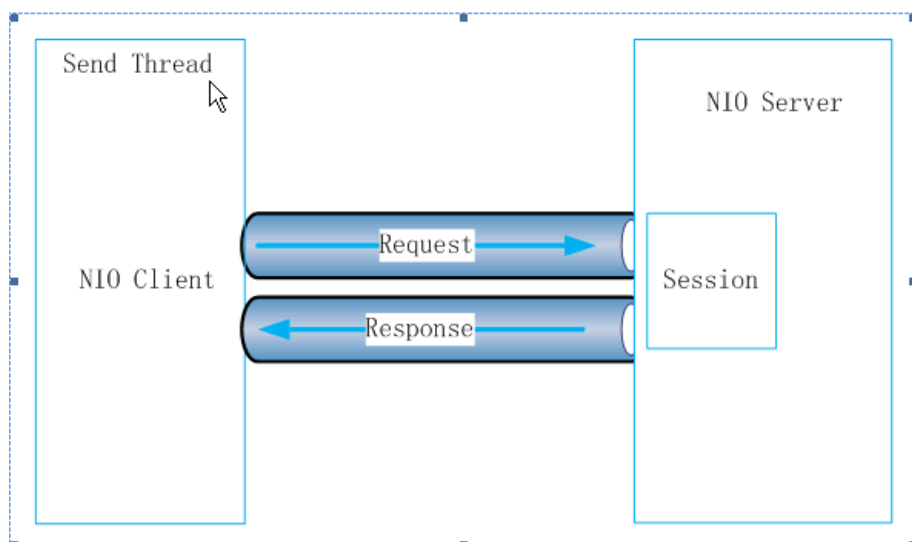 Send Thread
NIO Server
Request
NIO Client
Session
Response